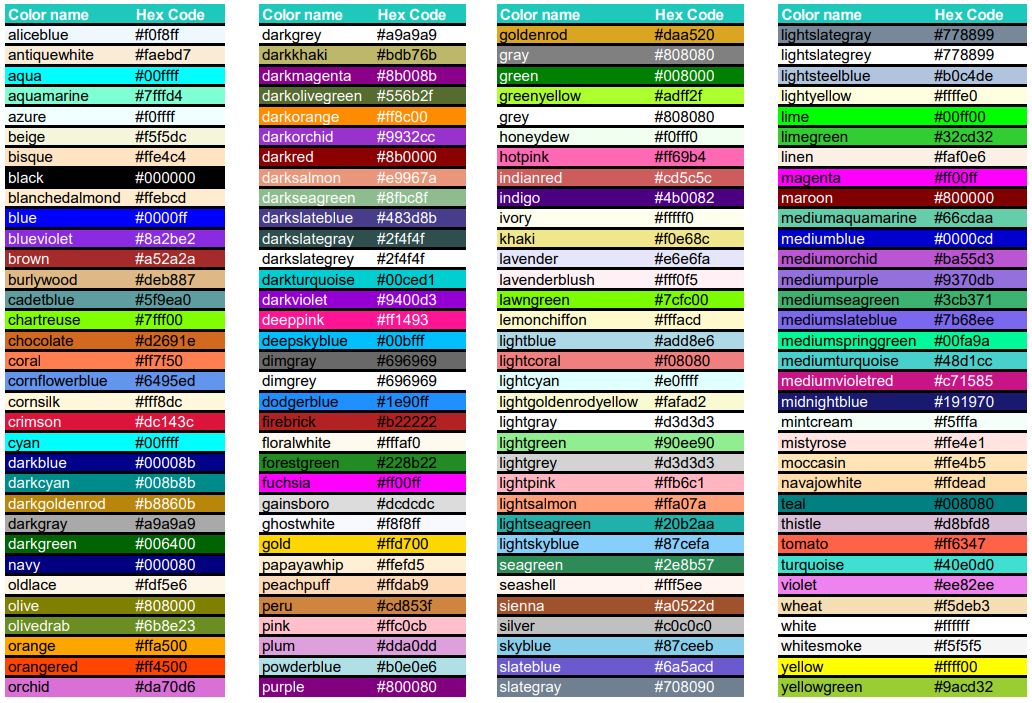 Color name Hex Code
aliceblue #f0f8ff
antiquewhite #faebd7
aqua #00ffff
aquamarine #7fffd4
azure #f0ffff
beige #f5f5dc
bisque #ffe4c4
black #000000
blanchedalmond #ffebcd
blue #0000ff
blueviolet #8a2be2
brown #a52a2a
burlywood #deb887
cadetblue #5f9ea0
chartreuse #7fff00
chocolate #d2691e
coral #ff7f50
cornflowerblue #6495ed
cornsilk #fff8dc
crimson #dc143c
cyan #00ffff
darkblue #00008b
darkcyan #008b8b
darkgoldenrod #b8860b
darkgray #a9a9a9
darkgreen #006400
navy #000080
oldlace #fdf5e6
olive #808000
olivedrab #6b8e23
orange #ffa500
orangered #ff4500
orchid #da70d6
Color name Hex Code
darkgrey #a9a9a9
darkkhaki #bdb76b
darkmagenta #8b008b
darkolivegreen #556b2f
darkorange #ff8c00
darkorchid #9932cc
darkred #8b0000
darksalmon #e9967a
darkseagreen #8fbc8f
darkslateblue #483d8b
darkslategray #2f4f4f
darkslategrey #2f4f4f
darkturquoise #00ced1
darkviolet #9400d3
deeppink #ff1493
deepskyblue #00bfff
dimgray #696969
dimgrey #696969
dodgerblue #1e90ff
firebrick #b22222
floralwhite #fffaf0
forestgreen #228b22
fuchsia #ff00ff
gainsboro #dcdcdc
ghostwhite #f8f8ff
gold #ffd700
papayawhip #ffefd5
peachpuff #ffdab9
peru #cd853f
pink #ffc0cb
plum #dda0dd
powderblue #b0e0e6
purple #800080
Color name Hex Code
goldenrod #daa520
gray #808080
green #008000
greenyellow #adff2f
grey #808080
honeydew #f0fff0
hotpink #ff69b4
indianred #cd5c5c
indigo #4b0082
ivory #fffff0
khaki #f0e68c
lavender #e6e6fa
lavenderblush #fff0f5
lawngreen #7cfc00
lemonchiffon #fffacd
lightblue #add8e6
lightcoral #f08080
lightcyan #e0ffff
lightgoldenrodyellow #fafad2
lightgray #d3d3d3
lightgreen #90ee90
lightgrey #d3d3d3
lightpink #ffb6c1
lightsalmon #ffa07a
lightseagreen #20b2aa
lightskyblue #87cefa
seagreen #2e8b57
seashell #fff5ee
sienna #a0522d
silver #c0c0c0
skyblue #87ceeb
slateblue #6a5acd
slategray #708090
Color name Hex Code
lightslategray #778899
lightslategrey #778899
lightsteelblue #b0c4de
lightyellow #ffffe0
lime #00ff00
limegreen #32cd32
linen #faf0e6
magenta #ff00ff
maroon #800000
mediumaquamarine #66cdaa
mediumblue #0000cd
mediumorchid #ba55d3
mediumpurple #9370db
mediumseagreen #3cb371
mediumslateblue #7b68ee
mediumspringgreen #00fa9a
mediumturquoise #48d1cc
mediumvioletred #c71585
midnightblue #191970
mintcream #f5fffa
mistyrose #ffe4e1
moccasin #ffe4b5
navajowhite #ffdead
teal #008080
thistle #d8bfd8
tomato #ff6347
turquoise #40e0d0
violet #ee82ee
wheat #f5deb3
white #ffffff
whitesmoke #f5f5f5
yellow #ffff00
yellowgreen #9acd32